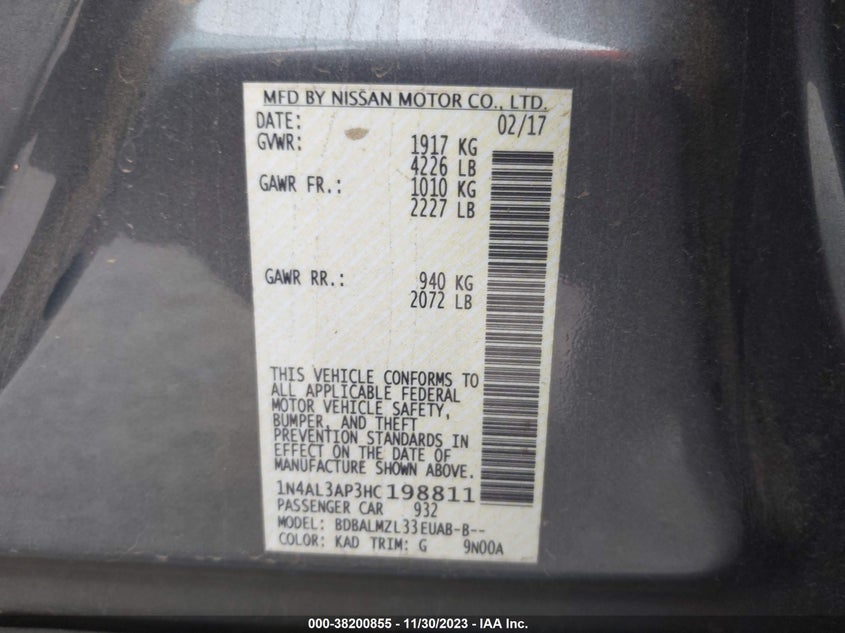 MFD BY NISSAN MOTOR CO., LTD.
DATE: 02/17
GVWR: 1917 KG
4226 LB
GAWR FR.: 1010 KG
2227 LB
GAWR RR.: 940 KG
2072 LB
THIS VEHICLE CONFORMS TO
ALL APPLICABLE FEDERAL
MOTOR VEHICLE SAFETY,
BUMPER, AND THEFT
PREVENTION STANDARDS IN
EFFECT ON THE DATE OF
MANUFACTURE SHOWN ABOVE.
1N4AL3AP3HC198811
PASSENGER CAR 932
MODEL: BDBALMZL33EUAB-B--
COLOR: KAD TRIM: G 9N00A
000-38200855 | 11/30/2023 - IAA Inc.